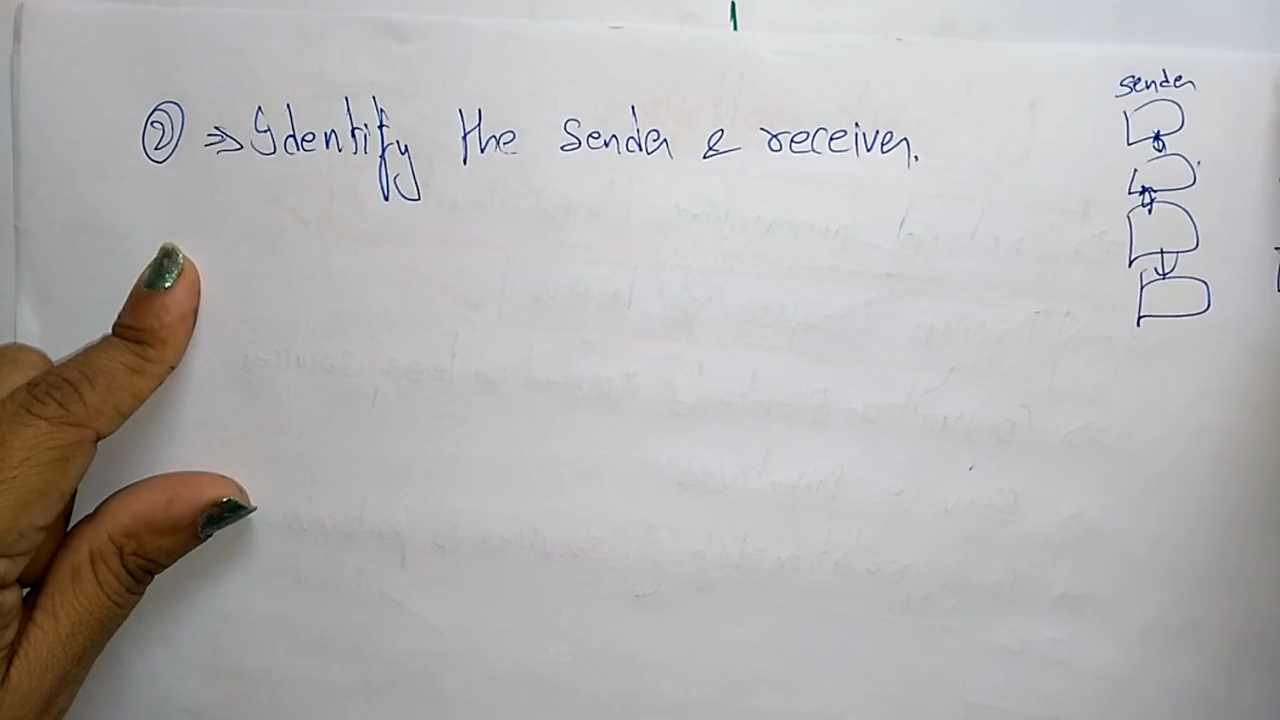 ② ⇒ Identify the Sender & receiver.
sender